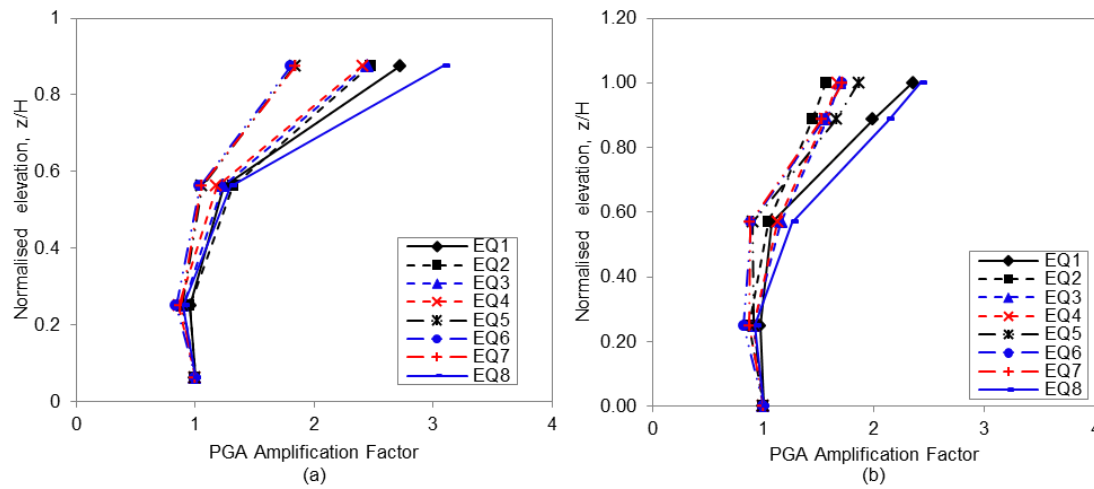 1
0.8
0.6
0.4
0.2
0
Normalised elevation, z/H
EQ1
EQ2
EQ3
EQ4
EQ5
EQ6
EQ7
EQ8
0 1 2 3 4
PGA Amplification Factor
(a)
1.00
0.80
0.60
0.40
0.20
0.00
Normalised elevation, z/H
EQ1
EQ2
EQ3
EQ4
EQ5
EQ6
EQ7
EQ8
0 1 2 3 4
PGA Amplification Factor
(b)